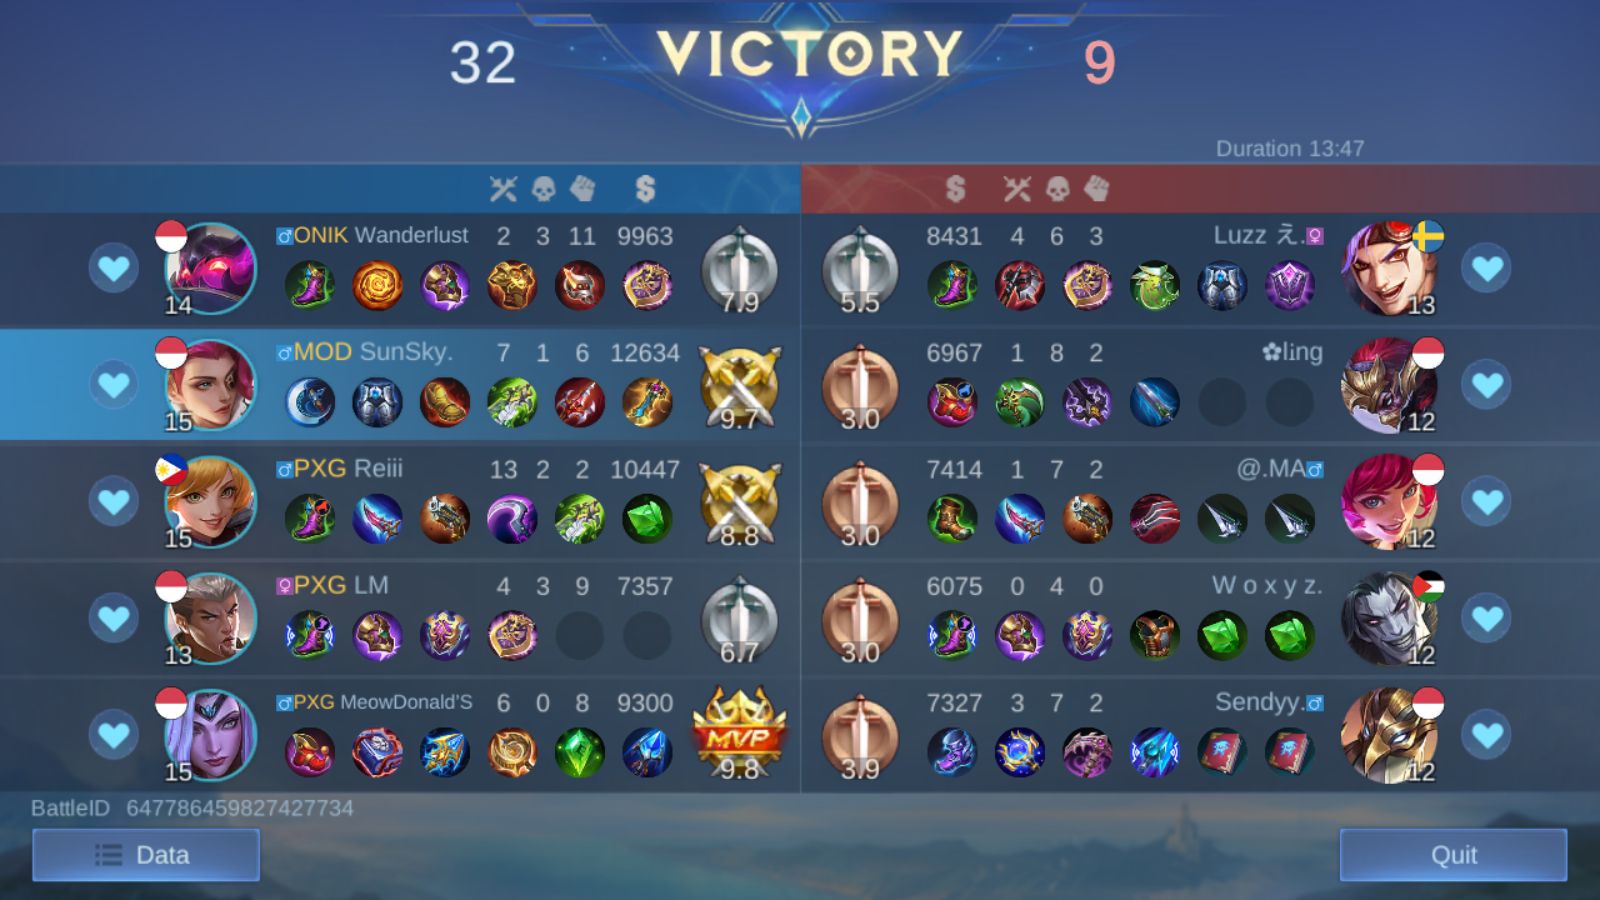 32 VICTORY 9
Duration 13:47
14 ONIK Wanderlust 2 3 11 9963 7.9
5.5 8431 4 6 3 Luzz え. 13
15 MOD SunSky. 7 1 6 12634 9.7
3.0 6967 1 8 2 ✿ling 12
15 PXG Reiii 13 2 2 10447 8.8
3.0 7414 1 7 2 @.MA 12
13 PXG LM 4 3 9 7357 6.7
3.0 6075 0 4 0 W o x y z. 12
15 PXG MeowDonald'S 6 0 8 9300 MVP 9.8
3.9 7327 3 7 2 Sendyy. 12
BattleID 647786459827427734
Data
Quit